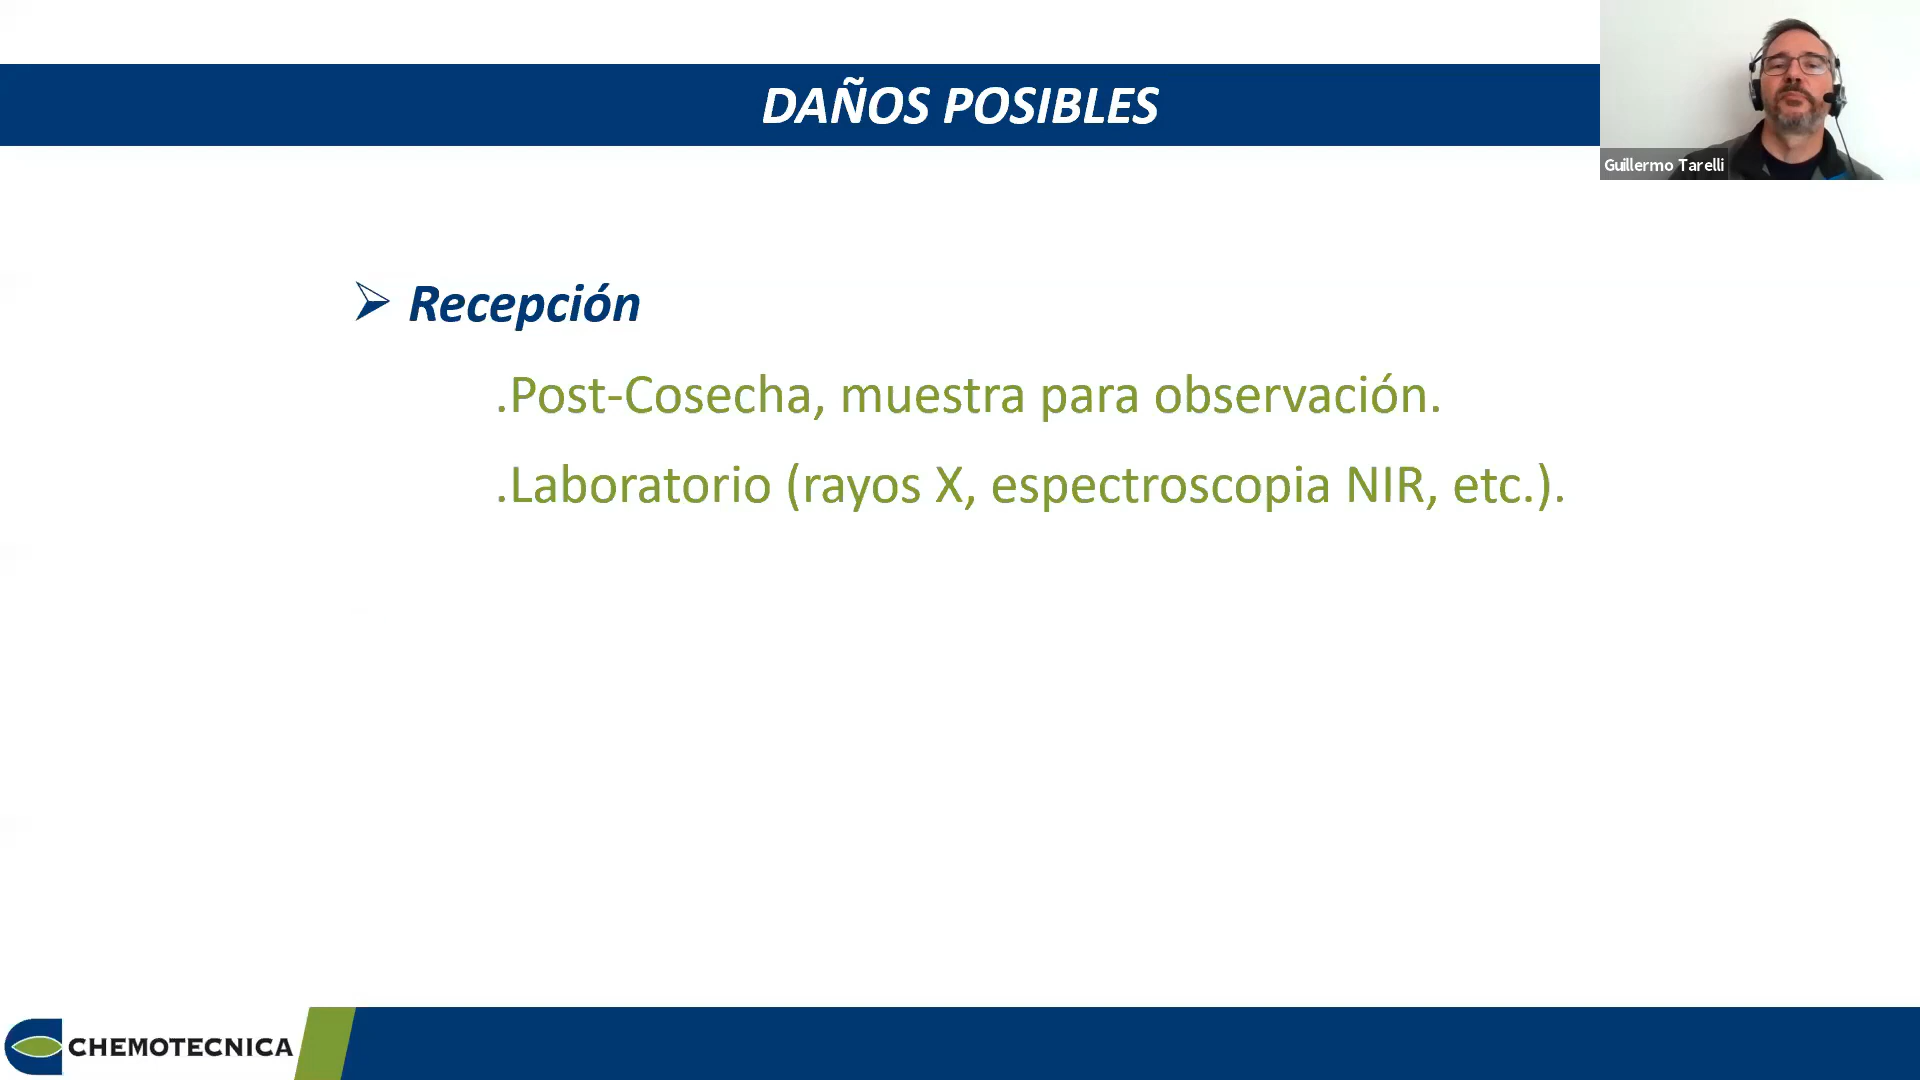 DAÑOS POSIBLES
Guillermo Tarelli
Recepción
.Post-Cosecha, muestra para observación.
.Laboratorio (rayos X, espectroscopia NIR, etc.).
CHEMOTECNICA